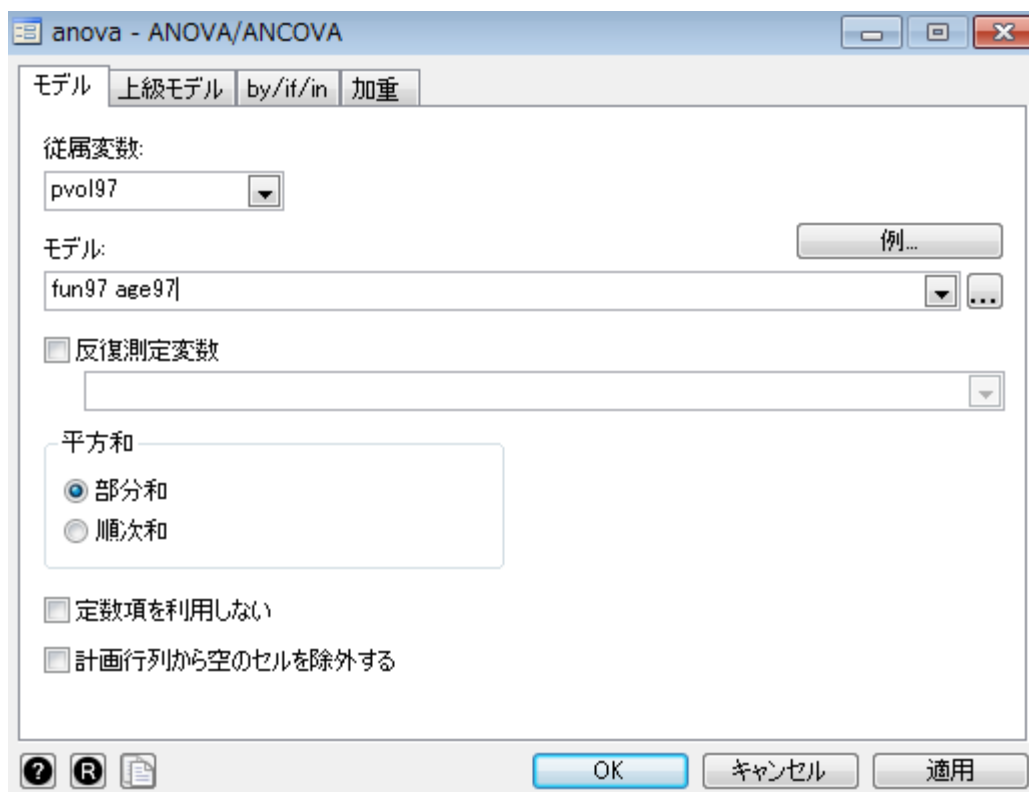 anova - ANOVA/ANCOVA
モデル 上級モデル by/if/in 加重
従属変数:
pvol97
モデル:
例...
fun97 age97
...
反復測定変数
平方和
部分和
順次和
定数項を利用しない
計画行列から空のセルを除外する
? R OK キャンセル 適用